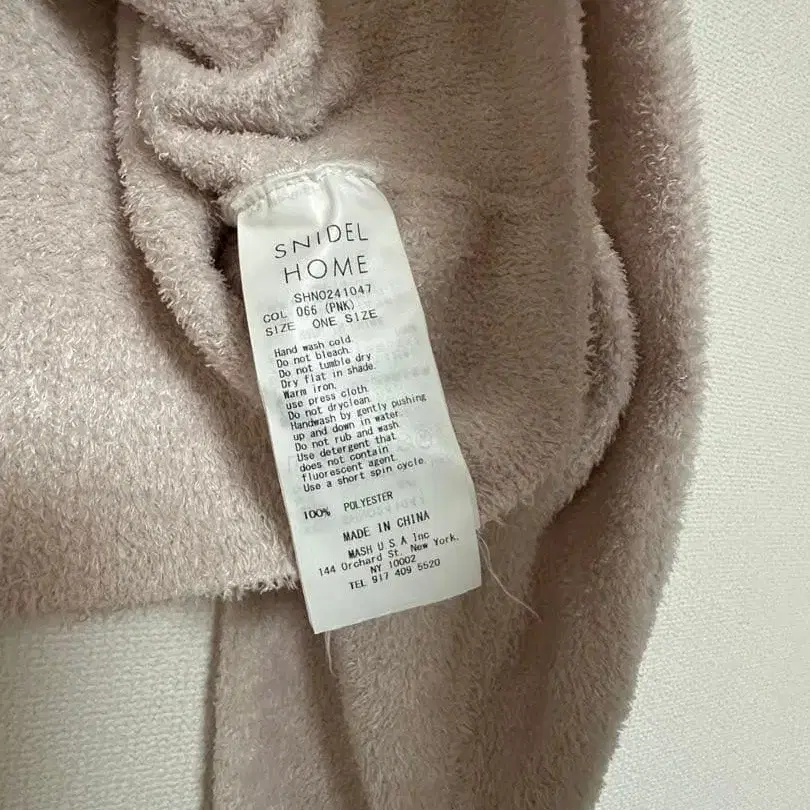 SNIDEL
HOME
SHNO241047
COL 066 (PNK)
SIZE ONE SIZE
Hand wash cold.
Do not bleach.
Do not tumble dry.
Dry flat in shade.
Warm iron.
use press cloth.
Do not dryclean.
Handwash by gently pushing
up and down in water.
Do not rub and wash.
Use detergent that
does not contain
fluorescent agent.
Use a short spin cycle.
100% POLYESTER
MADE IN CHINA
MASH U S A Inc
144 Orchard St. New York,
NY 10002
TEL 917 409 5520